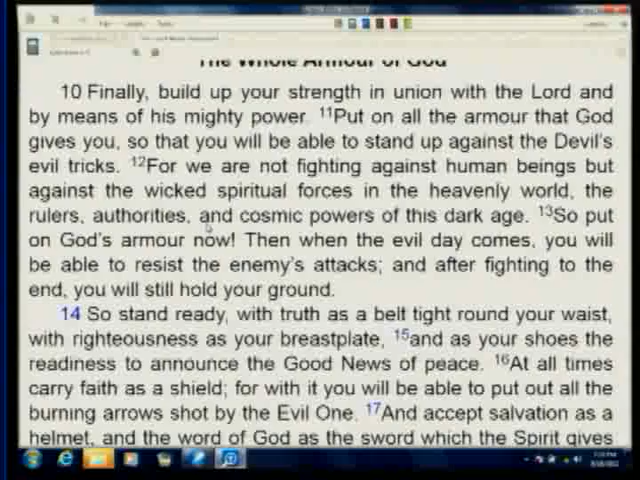 The Whole Armour of God
10 Finally, build up your strength in union with the Lord and
by means of his mighty power. 11Put on all the armour that God
gives you, so that you will be able to stand up against the Devil's
evil tricks. 12For we are not fighting against human beings but
against the wicked spiritual forces in the heavenly world, the
rulers, authorities, and cosmic powers of this dark age. 13So put
on God's armour now! Then when the evil day comes, you will
be able to resist the enemy's attacks; and after fighting to the
end, you will still hold your ground.
14 So stand ready, with truth as a belt tight round your waist,
with righteousness as your breastplate, 15and as your shoes the
readiness to announce the Good News of peace. 16At all times
carry faith as a shield; for with it you will be able to put out all the
burning arrows shot by the Evil One. 17And accept salvation as a
helmet, and the word of God as the sword which the Spirit gives